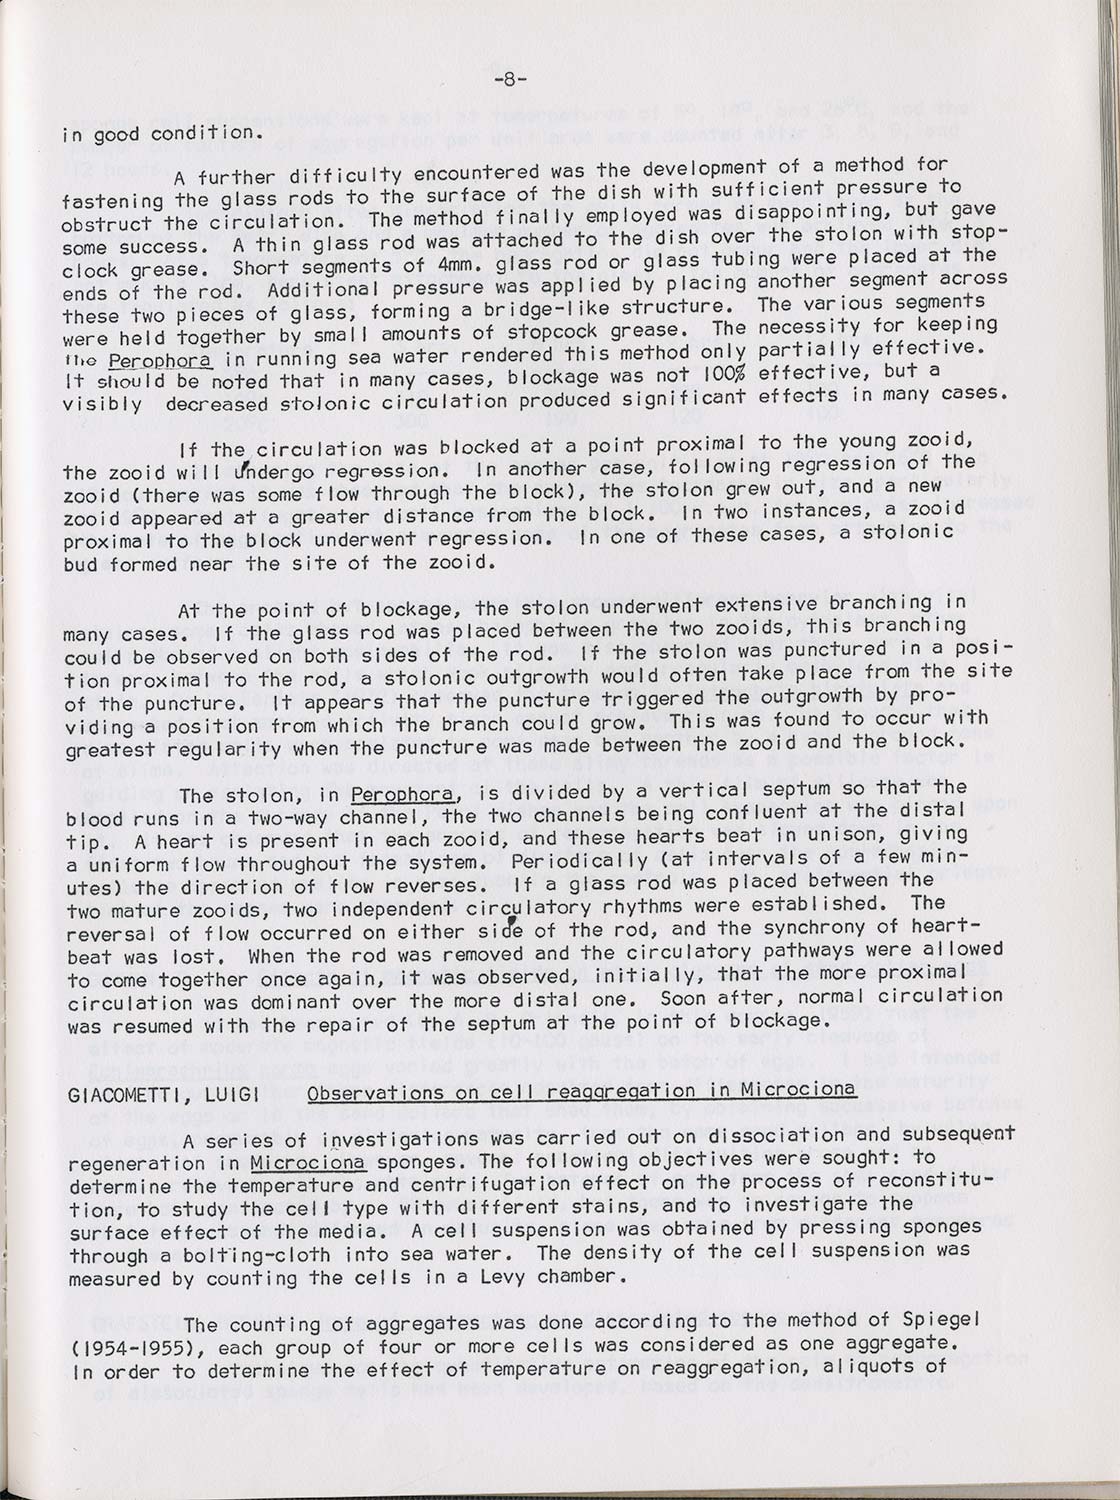 -8-
in good condition.
A further difficulty encountered was the development of a method for
fastening the glass rods to the surface of the dish with sufficient pressure to
obstruct the circulation. The method finally employed was disappointing, but gave
some success. A thin glass rod was attached to the dish over the stolon with stop-
clock grease. Short segments of 4mm. glass rod or glass tubing were placed at the
ends of the rod. Additional pressure was applied by placing another segment across
these two pieces of glass, forming a bridge-like structure. The various segments
were held together by small amounts of stopcock grease. The necessity for keeping
the Perophora in running sea water rendered this method only partially effective.
It should be noted that in many cases, blockage was not 100% effective, but a
visibly decreased stolonic circulation produced significant effects in many cases.
If the circulation was blocked at a point proximal to the young zooid,
the zooid will undergo regression. In another case, following regression of the
zooid (there was some flow through the block), the stolon grew out, and a new
zooid appeared at a greater distance from the block. In two instances, a zooid
proximal to the block underwent regression. In one of these cases, a stolonic
bud formed near the site of the zooid.
At the point of blockage, the stolon underwent extensive branching in
many cases. If the glass rod was placed between the two zooids, this branching
could be observed on both sides of the rod. If the stolon was punctured in a posi-
tion proximal to the rod, a stolonic outgrowth would often take place from the site
of the puncture. It appears that the puncture triggered the outgrowth by pro-
viding a position from which the branch could grow. This was found to occur with
greatest regularity when the puncture was made between the zooid and the block.
The stolon, in Perophora, is divided by a vertical septum so that the
blood runs in a two-way channel, the two channels being confluent at the distal
tip. A heart is present in each zooid, and these hearts beat in unison, giving
a uniform flow throughout the system. Periodically (at intervals of a few min-
utes) the direction of flow reverses. If a glass rod was placed between the
two mature zooids, two independent circulatory rhythms were established. The
reversal of flow occurred on either side of the rod, and the synchrony of heart-
beat was lost. When the rod was removed and the circulatory pathways were allowed
to come together once again, it was observed, initially, that the more proximal
circulation was dominant over the more distal one. Soon after, normal circulation
was resumed with the repair of the septum at the point of blockage.
GIACOMETTI, LUIGI Observations on cell reaggregation in Microciona
A series of investigations was carried out on dissociation and subsequent
regeneration in Microciona sponges. The following objectives were sought: to
determine the temperature and centrifugation effect on the process of reconstitu-
tion, to study the cell type with different stains, and to investigate the
surface effect of the media. A cell suspension was obtained by pressing sponges
through a bolting-cloth into sea water. The density of the cell suspension was
measured by counting the cells in a Levy chamber.
The counting of aggregates was done according to the method of Spiegel
(1954-1955), each group of four or more cells was considered as one aggregate.
In order to determine the effect of temperature on reaggregation, aliquots of